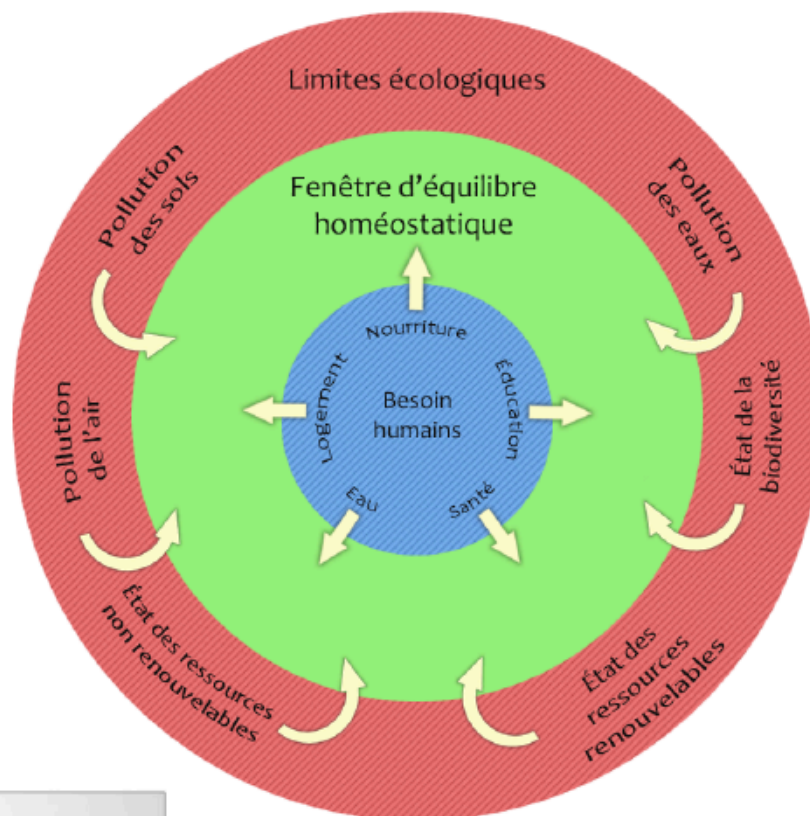 Limites écologiques
Pollution
des sols
Pollution
des eaux
Fenêtre d'équilibre
homéostatique
Nourriture
Logement
Éducation
Besoin
humains
Eau
Santé
Pollution
de l'air
État de la
biodiversité
État des ressources
non renouvelables
État des
ressources
renouvelables